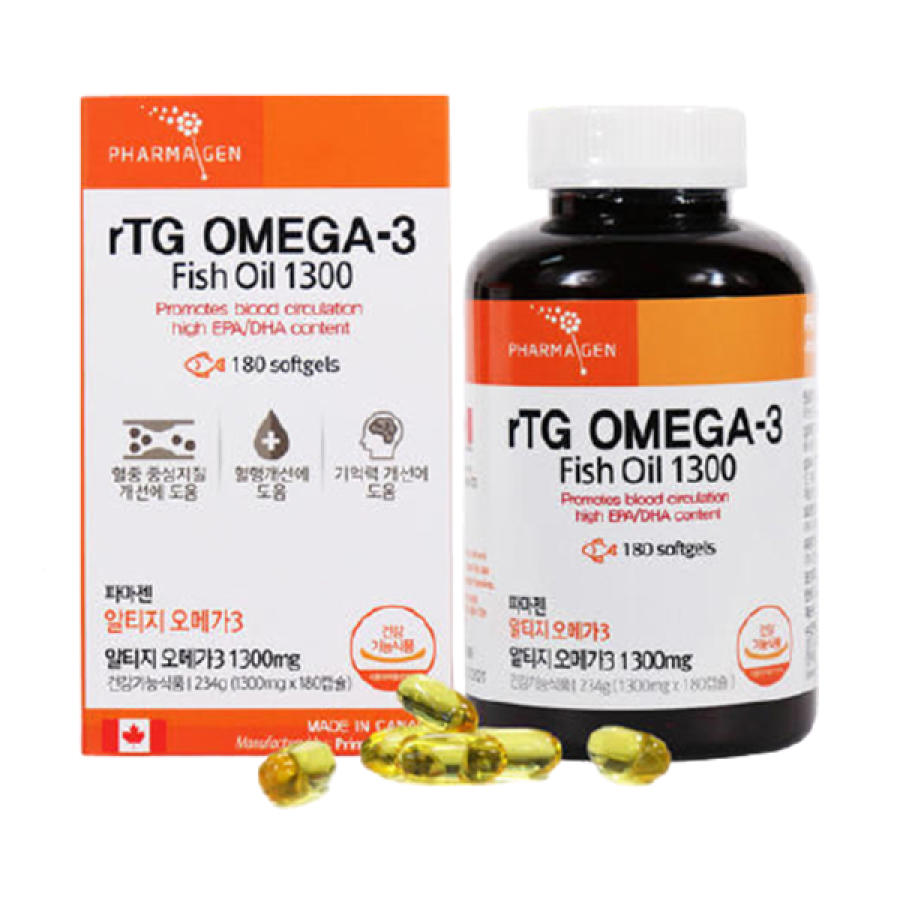 PHARMAGEN
rTG OMEGA-3
Fish Oil 1300
Promotes blood circulation
high EPA/DHA content
180 softgels
혈중 중성지질
개선에 도움
혈행개선에
도움
기억력 개선에
도움
파마젠
알티지 오메가3
알티지 오메가3 1300mg
건강기능식품 | 234g (1300mg x 180캡슐)
건강
기능식품
MADE IN
PHARMAGEN
rTG OMEGA-3
Fish Oil 1300
Promotes blood circulation
high EPA/DHA content
180 softgels
파마젠
알티지 오메가3
알티지 오메가3 1300mg
건강기능식품 | 234g (1300mg x 180캡슐)
건강
기능식품